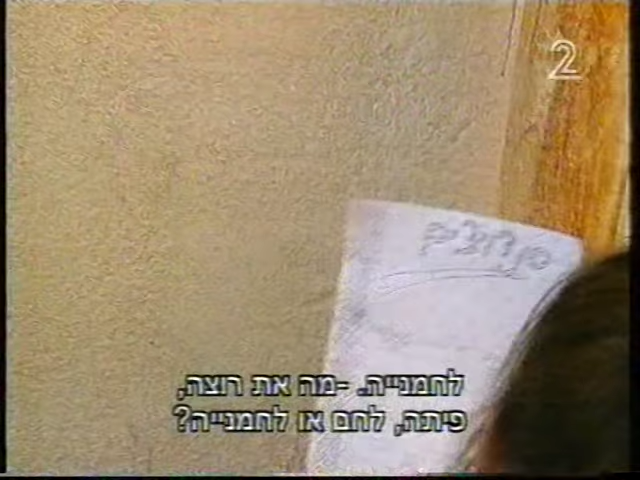 2
לחמנייה. -מה את רוצה,
פיתה, לחם או לחמנייה?